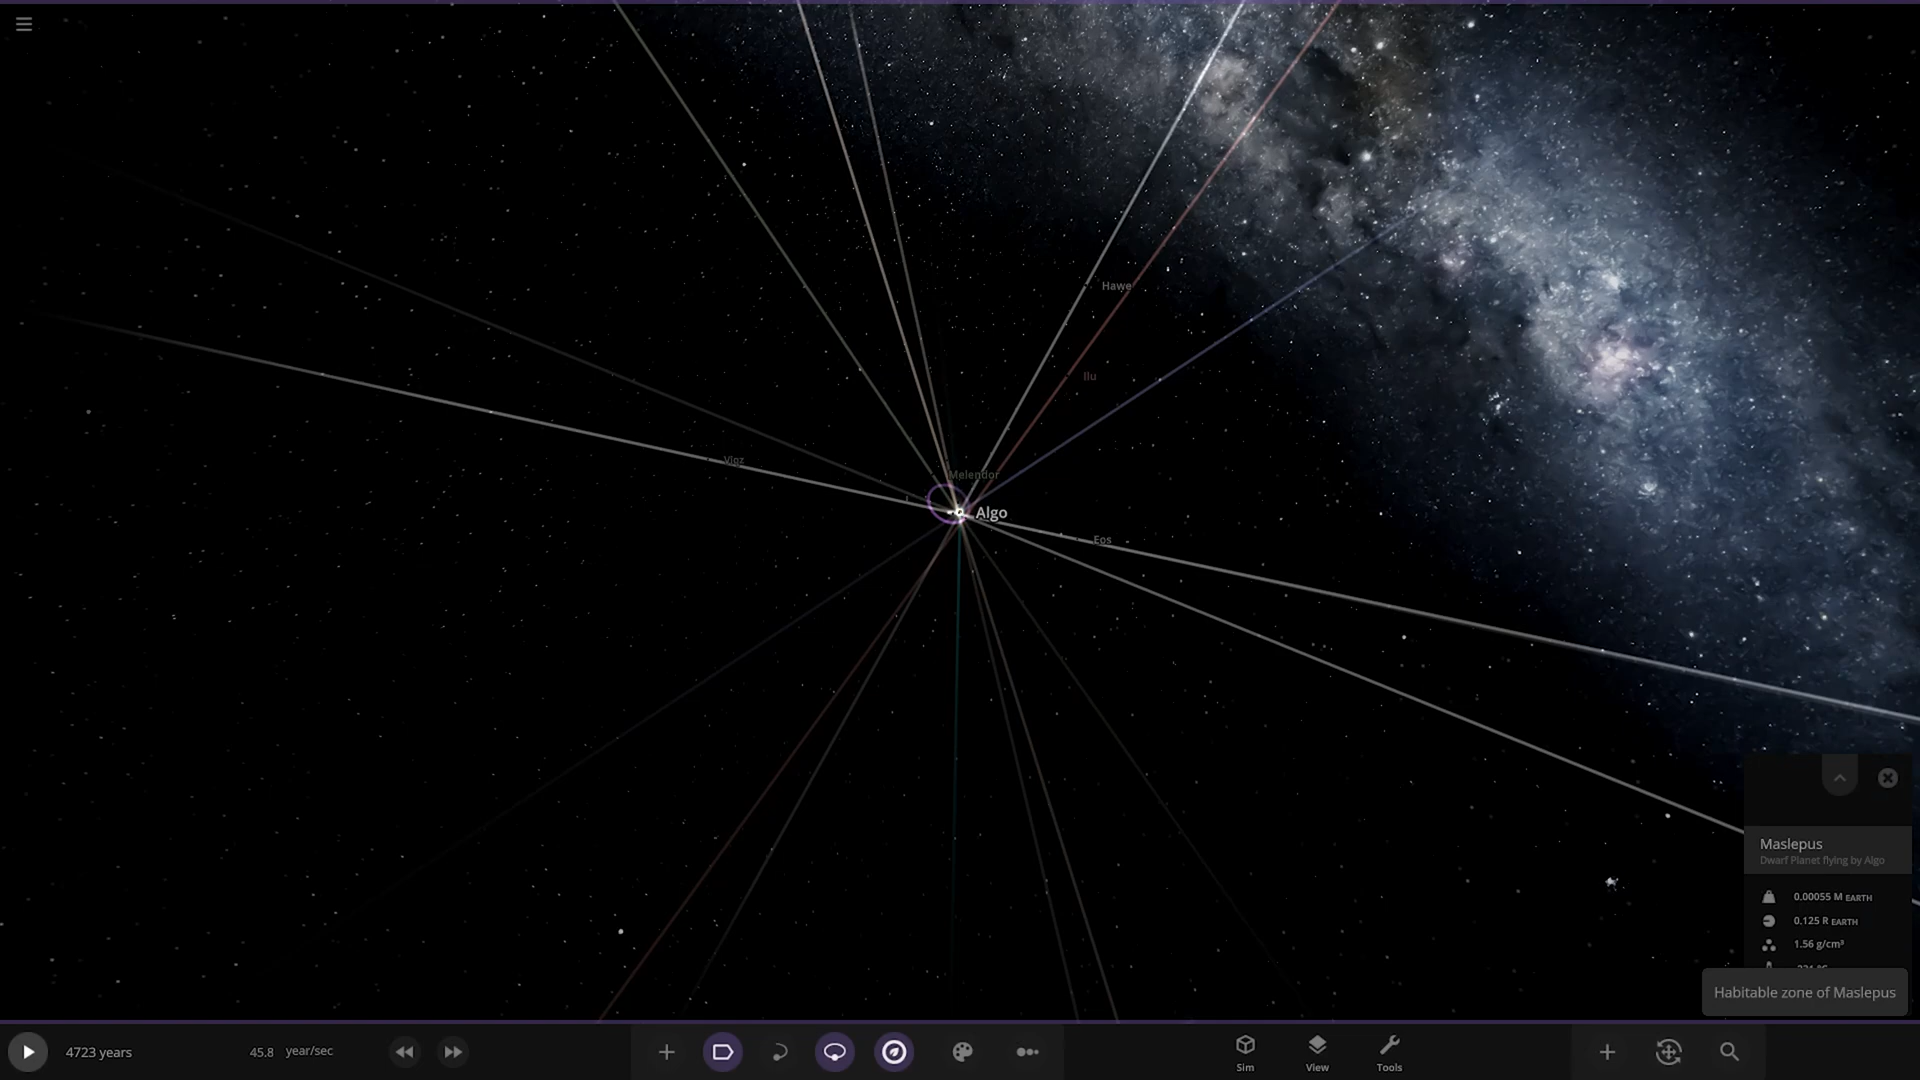 Hawe
Ilu
Vigz
Melendor
Algo
Eos
Maslepus
Dwarf Planet flying by Algo
0.00055 M EARTH
0.125 R EARTH
1.56 g/cm³
Habitable zone of Maslepus
4723 years
45.8 year/sec
Sim
View
Tools